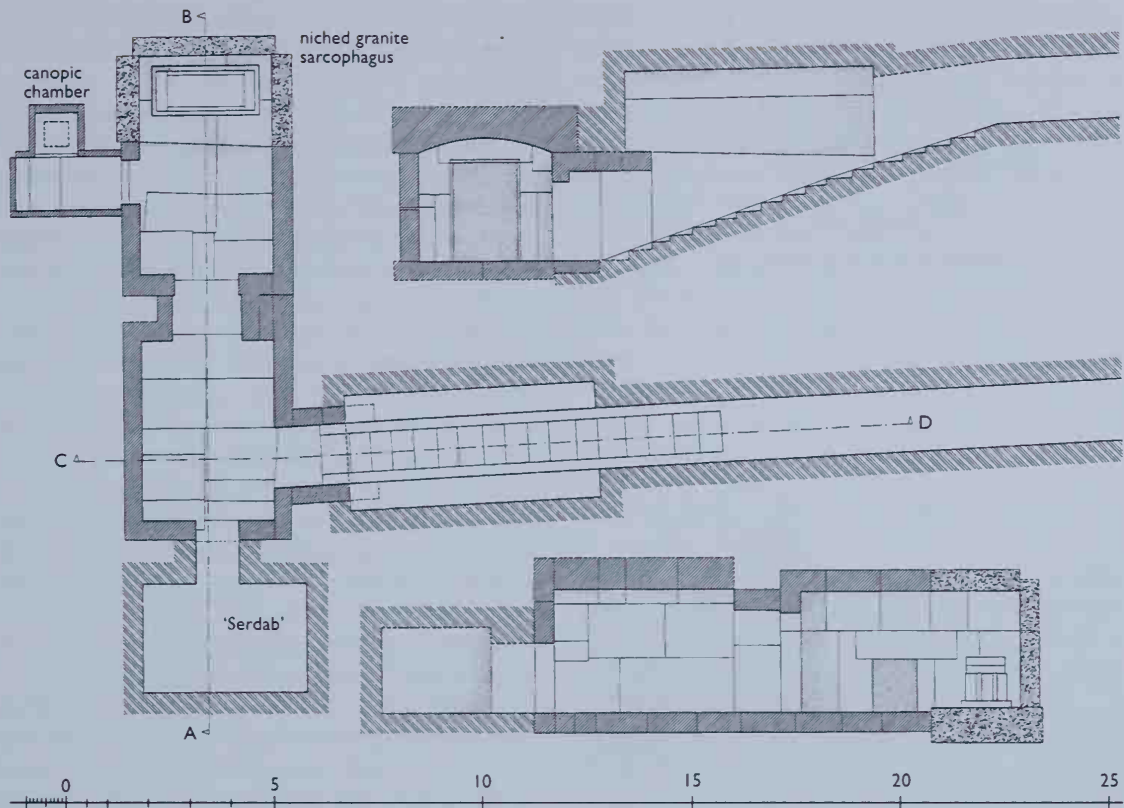 B
niched granite
sarcophagus
canopic
chamber
C
D
'Serdab'
A
0 5 10 15 20 25